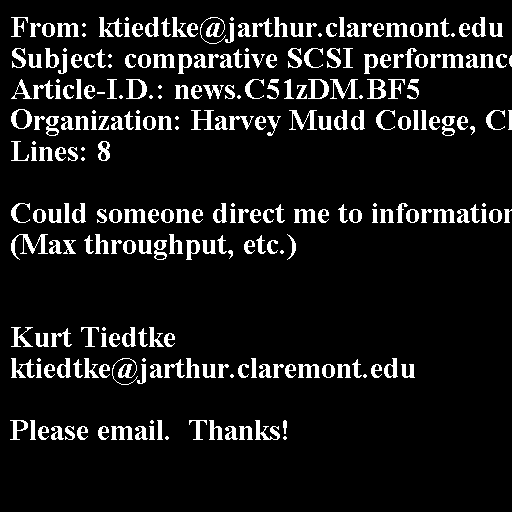 From: ktiedtke@jarthur.claremont.edu
Subject: comparative SCSI performance
Article-I.D.: news.C51zDM.BF5
Organization: Harvey Mudd College, Cl
Lines: 8

Could someone direct me to information
(Max throughput, etc.)

Kurt Tiedtke
ktiedtke@jarthur.claremont.edu

Please email.  Thanks!